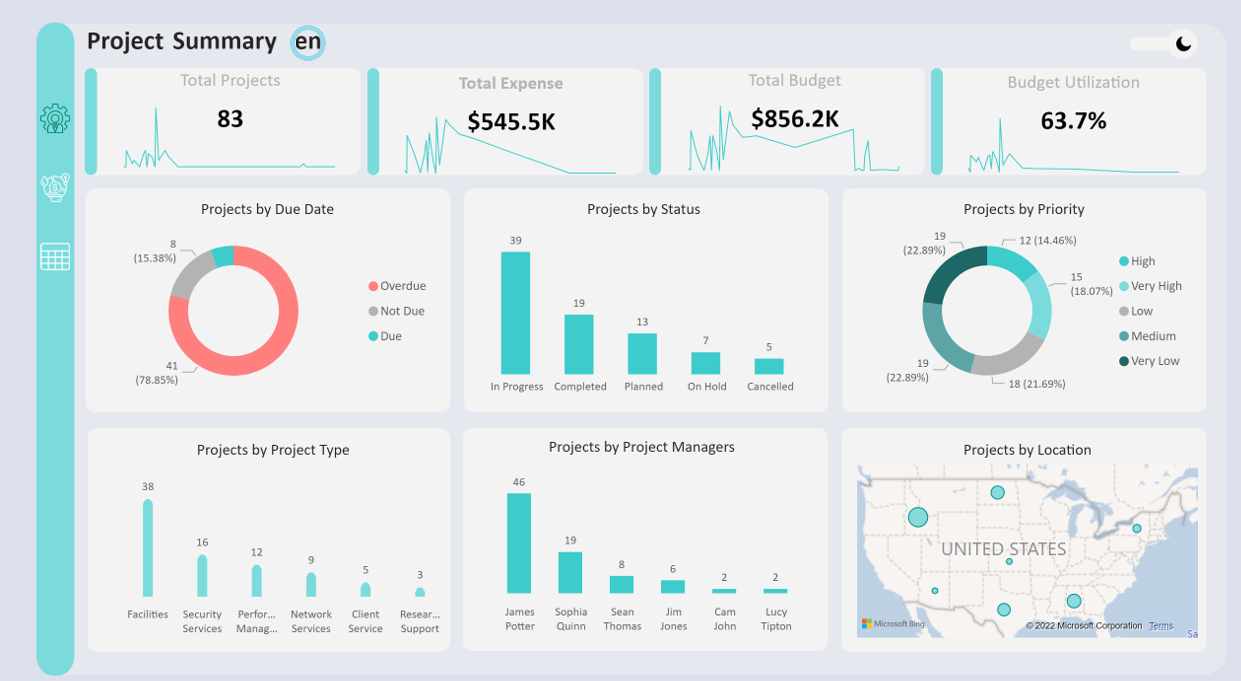 Project Summary en
Total Projects
83
Total Expense
$545.5K
Total Budget
$856.2K
Budget Utilization
63.7%
Projects by Due Date
8
(15.38%)
41
(78.85%)
Overdue
Not Due
Due
Projects by Status
39
19
13
7
5
In Progress
Completed
Planned
On Hold
Cancelled
Projects by Priority
19
(22.89%)
12 (14.46%)
15
(18.07%)
19
(22.89%)
18 (21.69%)
High
Very High
Low
Medium
Very Low
Projects by Project Type
38
16
12
9
5
3
Facilities
Security
Services
Perfor...
Manag...
Network
Services
Client
Service
Resear...
Support
Projects by Project Managers
46
19
8
6
2
2
James
Potter
Sophia
Quinn
Sean
Thomas
Jim
Jones
Cam
John
Lucy
Tipton
Projects by Location
UNITED STATES
Microsoft Bing
© 2022 Microsoft Corporation Terms
Sa